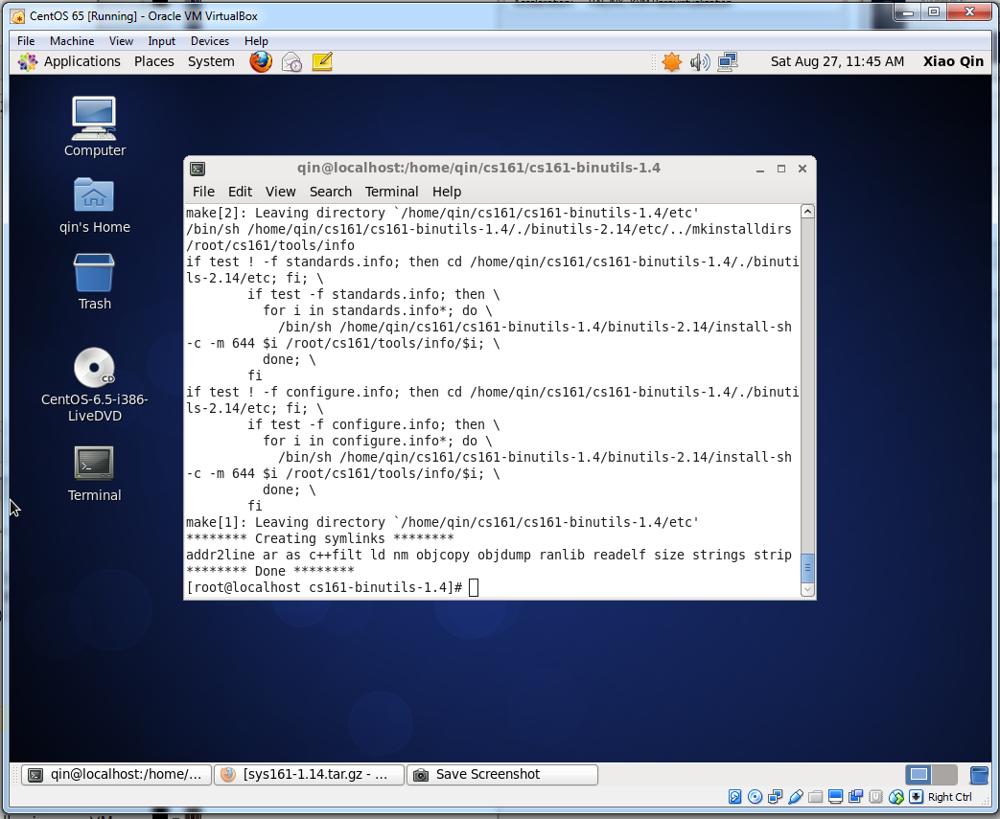 CentOS 65 [Running] - Oracle VM VirtualBox
File Machine View Input Devices Help
Applications Places System Sat Aug 27, 11:45 AM Xiao Qin
Computer
qin's Home
Trash
CD
CentOS-6.5-i386-
LiveDVD
Terminal
qin@localhost:/home/qin/cs161/cs161-binutils-1.4
File Edit View Search Terminal Help
make[2]: Leaving directory `/home/qin/cs161/cs161-binutils-1.4/etc'
/bin/sh /home/qin/cs161/cs161-binutils-1.4/./binutils-2.14/etc/../mkinstalldirs
/root/cs161/tools/info
if test ! -f standards.info; then cd /home/qin/cs161/cs161-binutils-1.4/./binuti
ls-2.14/etc; fi; \
        if test -f standards.info; then \
          for i in standards.info*; do \
            /bin/sh /home/qin/cs161/cs161-binutils-1.4/binutils-2.14/install-sh
-c -m 644 $i /root/cs161/tools/info/$i; \
          done; \
        fi
if test ! -f configure.info; then cd /home/qin/cs161/cs161-binutils-1.4/./binuti
ls-2.14/etc; fi; \
        if test -f configure.info; then \
          for i in configure.info*; do \
            /bin/sh /home/qin/cs161/cs161-binutils-1.4/binutils-2.14/install-sh
-c -m 644 $i /root/cs161/tools/info/$i; \
          done; \
        fi
make[1]: Leaving directory `/home/qin/cs161/cs161-binutils-1.4/etc'
******** Creating symlinks ********
addr2line ar as c++filt ld nm objcopy objdump ranlib readelf size strings strip
******** Done ********
[root@localhost cs161-binutils-1.4]#
qin@localhost:/home/... [sys161-1.14.tar.gz - ... Save Screenshot
Right Ctrl